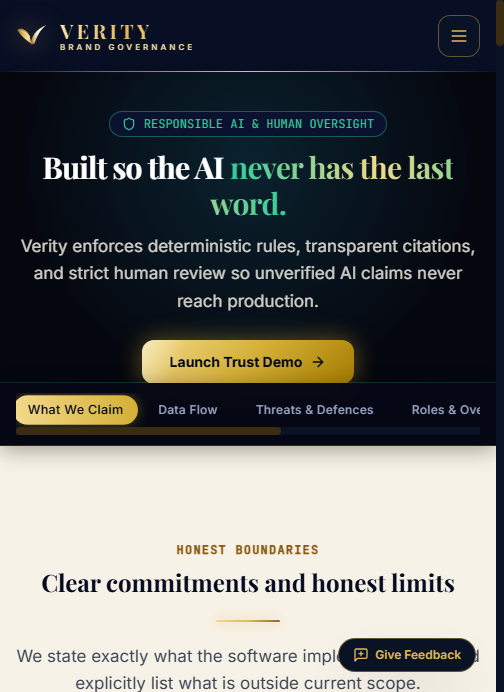 VERITY
BRAND GOVERNANCE
RESPONSIBLE AI & HUMAN OVERSIGHT
Built so the AI never has the last
word.
Verity enforces deterministic rules, transparent citations,
and strict human review so unverified AI claims never
reach production.
Launch Trust Demo →
What We Claim
Data Flow
Threats & Defences
Roles & Ove
HONEST BOUNDARIES
Clear commitments and honest limits
We state exactly what the software
Give Feedback
explicitly list what is outside current scope.